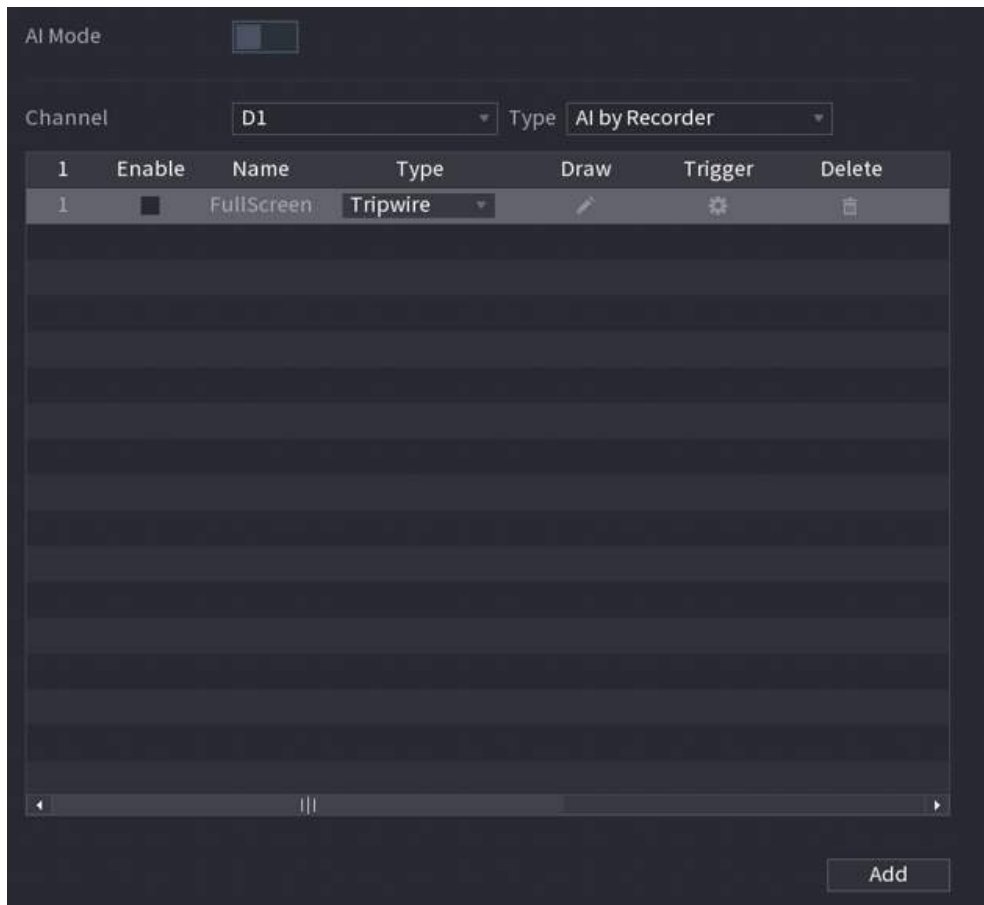 AI Mode
Channel D1 Type AI by Recorder
1 Enable Name Type Draw Trigger Delete
1 FullScreen Tripwire
Add